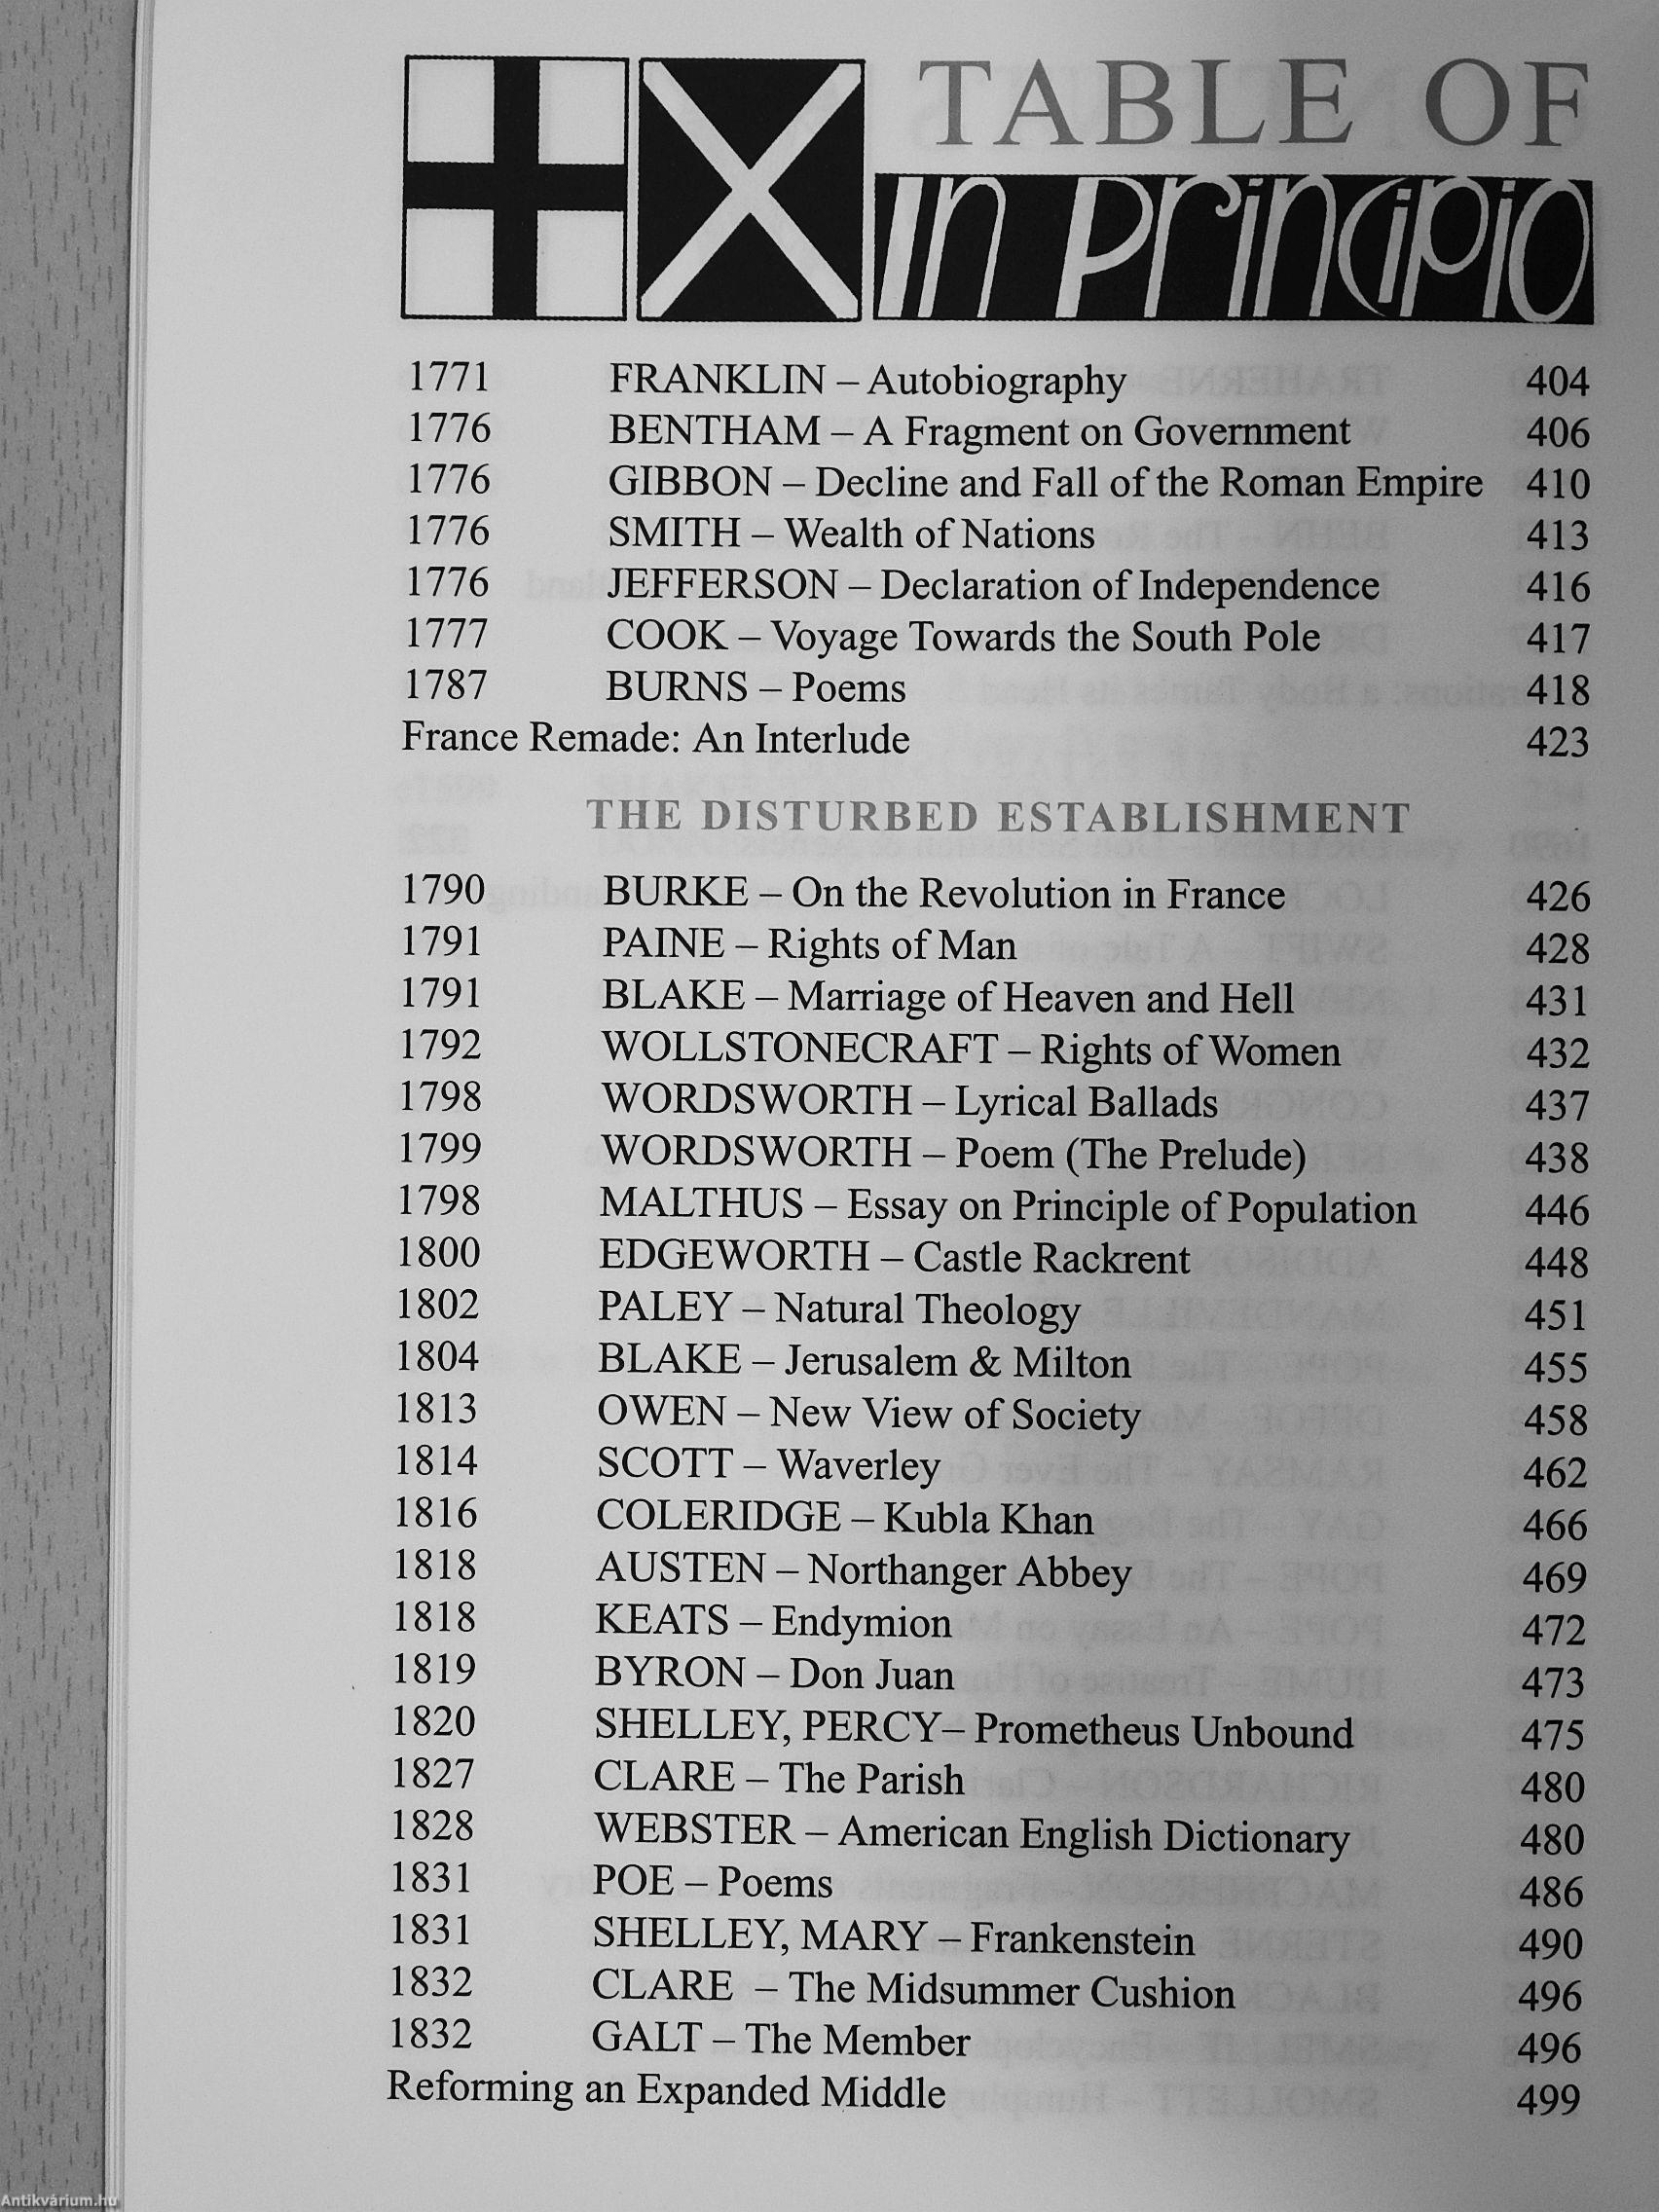 TABLE OF
In Principio
1771 FRANKLIN – Autobiography 404
1776 BENTHAM – A Fragment on Government 406
1776 GIBBON – Decline and Fall of the Roman Empire 410
1776 SMITH – Wealth of Nations 413
1776 JEFFERSON – Declaration of Independence 416
1777 COOK – Voyage Towards the South Pole 417
1787 BURNS – Poems 418
France Remade: An Interlude 423
THE DISTURBED ESTABLISHMENT
1790 BURKE – On the Revolution in France 426
1791 PAINE – Rights of Man 428
1791 BLAKE – Marriage of Heaven and Hell 431
1792 WOLLSTONECRAFT – Rights of Women 432
1798 WORDSWORTH – Lyrical Ballads 437
1799 WORDSWORTH – Poem (The Prelude) 438
1798 MALTHUS – Essay on Principle of Population 446
1800 EDGEWORTH – Castle Rackrent 448
1802 PALEY – Natural Theology 451
1804 BLAKE – Jerusalem & Milton 455
1813 OWEN – New View of Society 458
1814 SCOTT – Waverley 462
1816 COLERIDGE – Kubla Khan 466
1818 AUSTEN – Northanger Abbey 469
1818 KEATS – Endymion 472
1819 BYRON – Don Juan 473
1820 SHELLEY, PERCY– Prometheus Unbound 475
1827 CLARE – The Parish 480
1828 WEBSTER – American English Dictionary 480
1831 POE – Poems 486
1831 SHELLEY, MARY – Frankenstein 490
1832 CLARE – The Midsummer Cushion 496
1832 GALT – The Member 496
Reforming an Expanded Middle 499
Antikvárium.hu